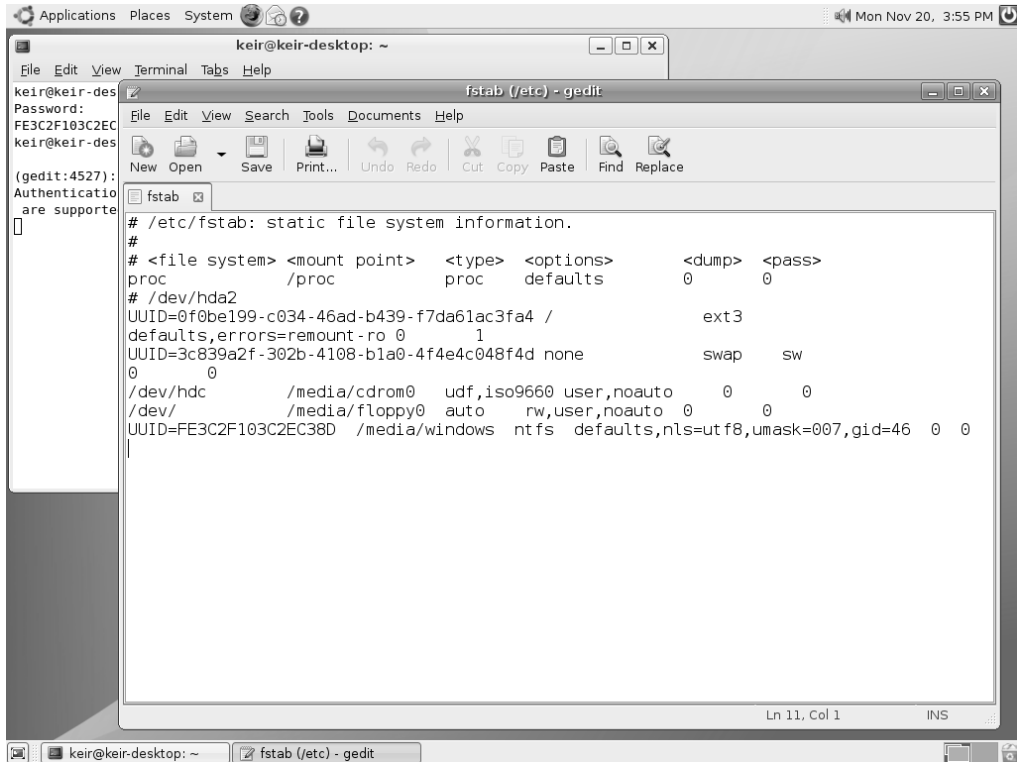 Applications Places System
Mon Nov 20, 3:55 PM
keir@keir-desktop: ~
File Edit View Terminal Tabs Help
keir@keir-des
Password:
FE3C2F103C2EC
keir@keir-des
(gedit:4527):
Authenticatio
are supporte
fstab (/etc) - gedit
File Edit View Search Tools Documents Help
New Open Save Print... Undo Redo Cut Copy Paste Find Replace
fstab
# /etc/fstab: static file system information.
#
# <file system> <mount point> <type> <options> <dump> <pass>
proc /proc proc defaults 0 0
# /dev/hda2
UUID=0f0be199-c034-46ad-b439-f7da61ac3fa4 / ext3
defaults,errors=remount-ro 0 1
UUID=3c839a2f-302b-4108-b1a0-4f4e4c048f4d none swap sw
0 0
/dev/hdc /media/cdrom0 udf,iso9660 user,noauto 0 0
/dev/ /media/floppy0 auto rw,user,noauto 0 0
UUID=FE3C2F103C2EC38D /media/windows ntfs defaults,nls=utf8,umask=007,gid=46 0 0
Ln 11, Col 1 INS
keir@keir-desktop: ~ fstab (/etc) - gedit